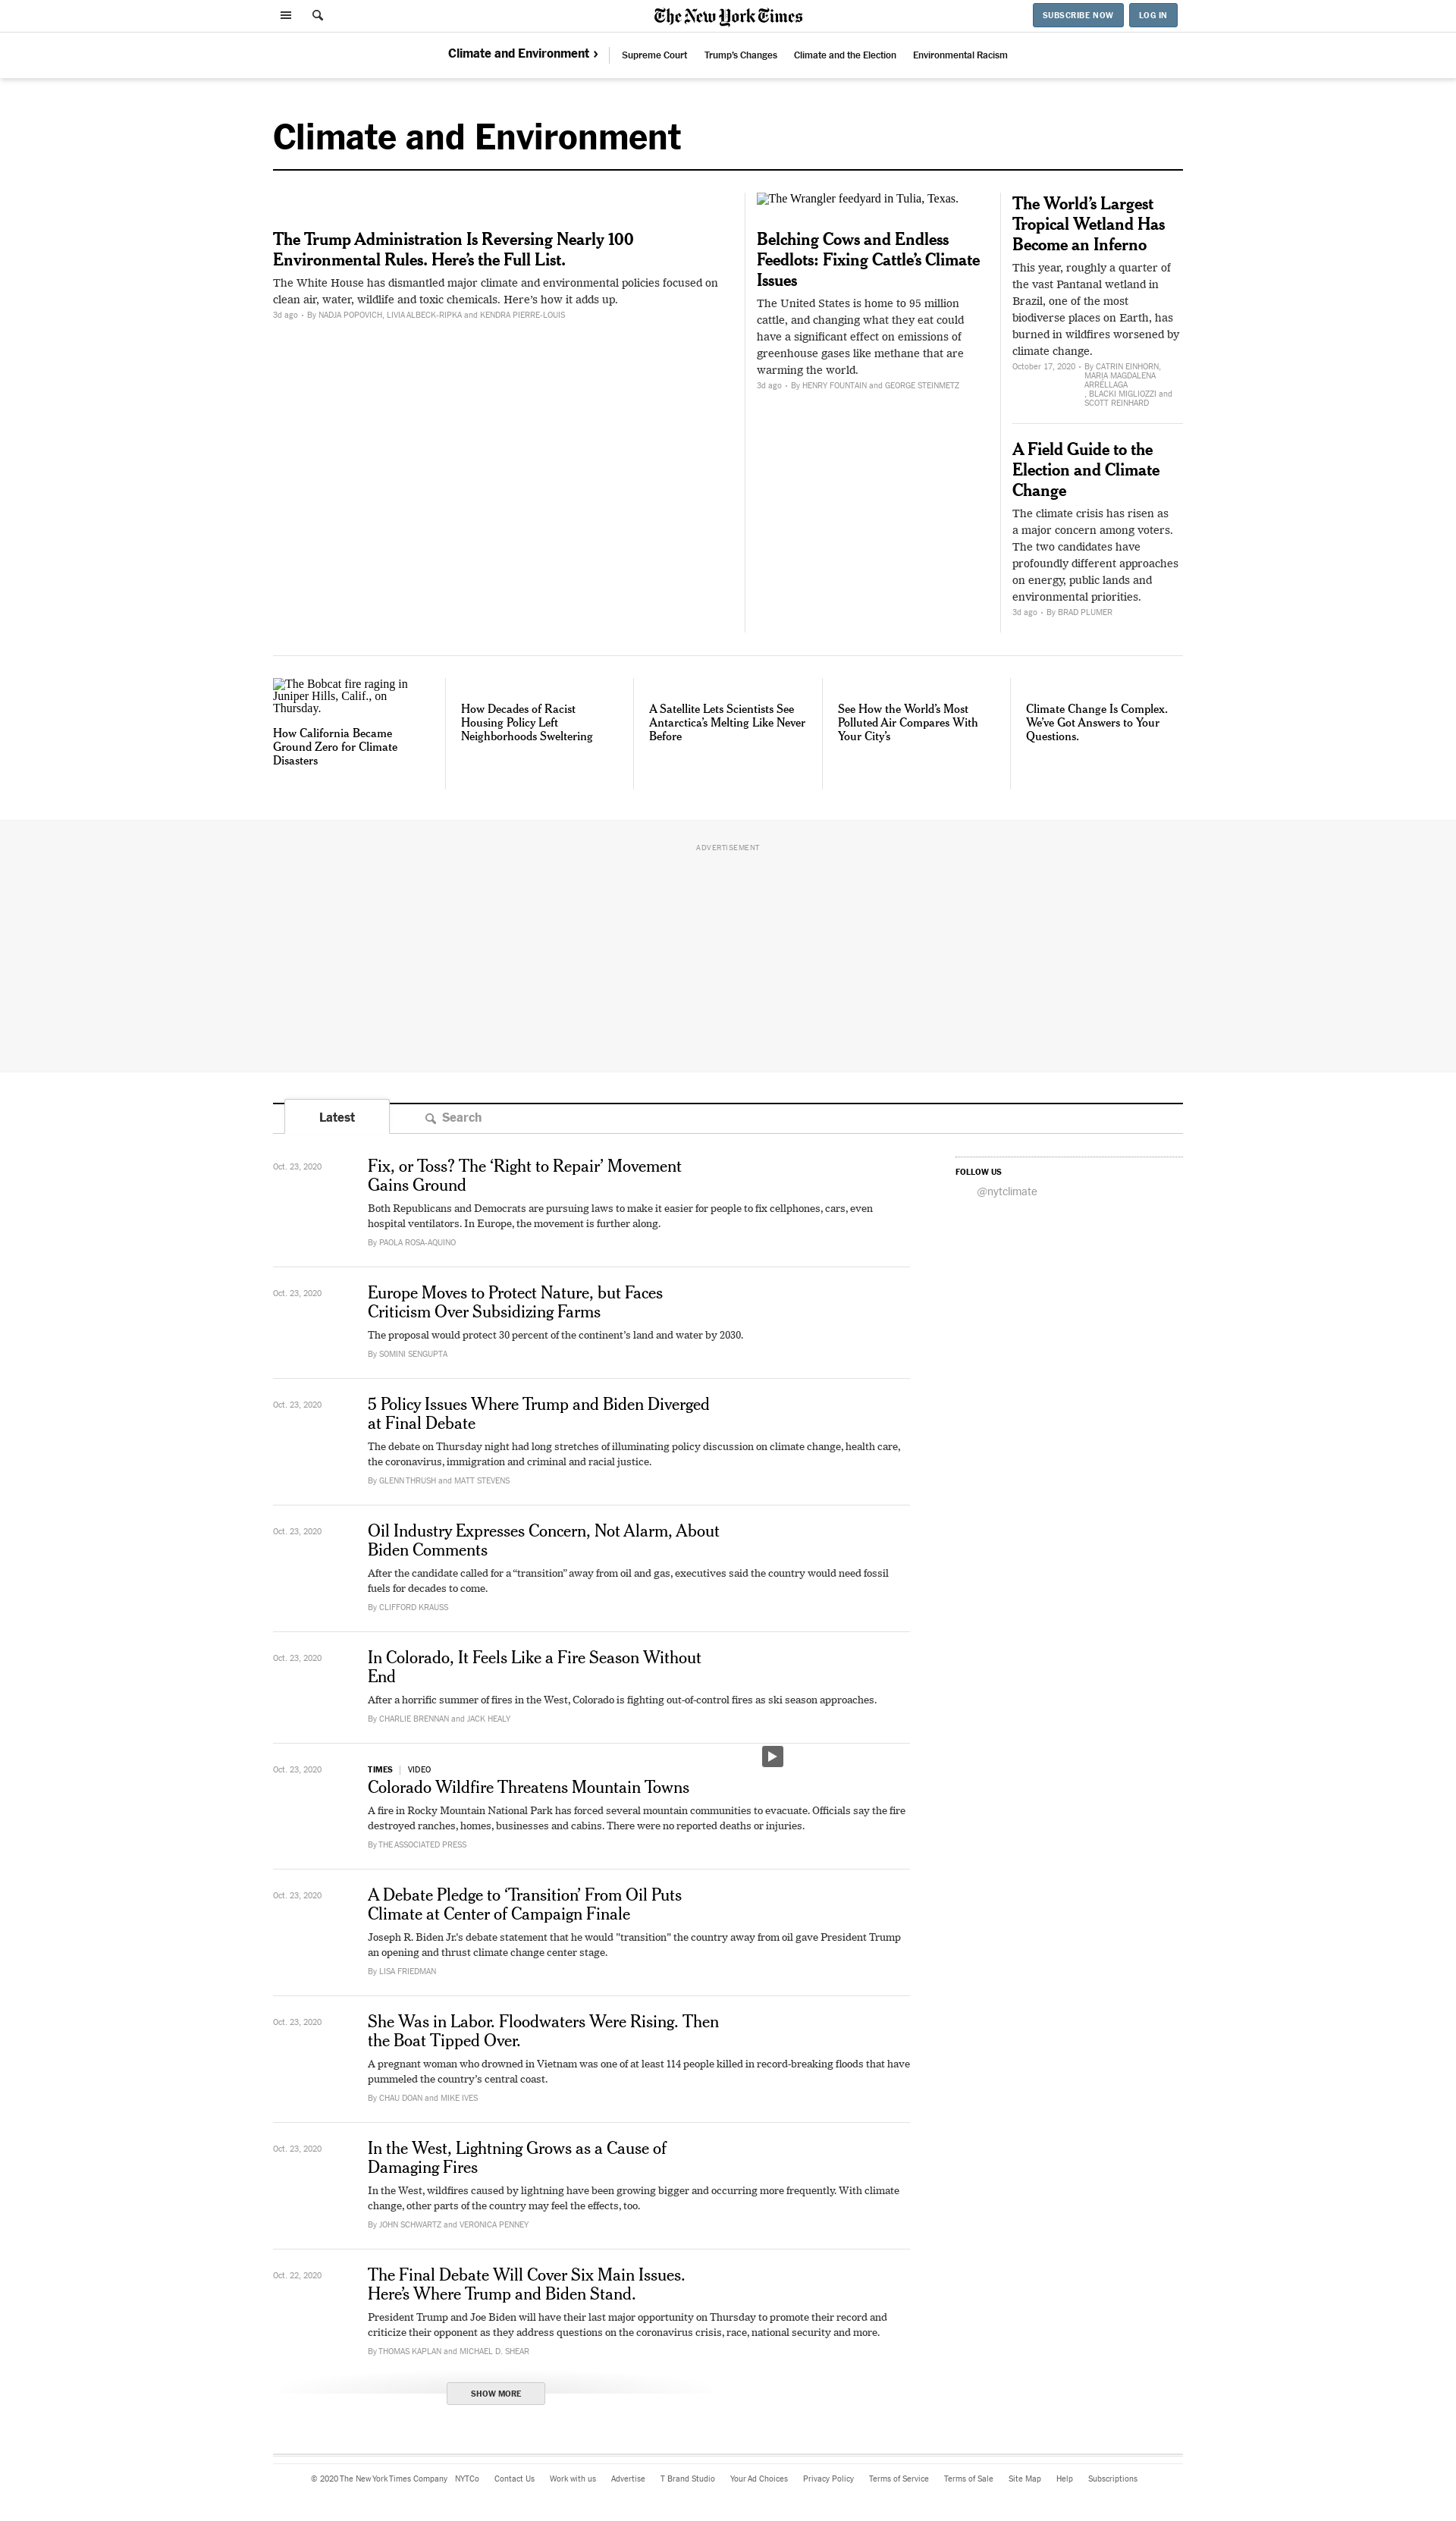 The New York Times
SUBSCRIBE NOW
LOG IN
Climate and Environment ›
Supreme Court
Trump's Changes
Climate and the Election
Environmental Racism
Climate and Environment
The Trump Administration Is Reversing Nearly 100
Environmental Rules. Here's the Full List.
The White House has dismantled major climate and environmental policies focused on
clean air, water, wildlife and toxic chemicals. Here's how it adds up.
3d ago • By NADJA POPOVICH, LIVIA ALBECK-RIPKA and KENDRA PIERRE-LOUIS
The Wrangler feedyard in Tulia, Texas.
Belching Cows and Endless
Feedlots: Fixing Cattle's Climate
Issues
The United States is home to 95 million
cattle, and changing what they eat could
have a significant effect on emissions of
greenhouse gases like methane that are
warming the world.
3d ago • By HENRY FOUNTAIN and GEORGE STEINMETZ
The World's Largest
Tropical Wetland Has
Become an Inferno
This year, roughly a quarter of
the vast Pantanal wetland in
Brazil, one of the most
biodiverse places on Earth, has
burned in wildfires worsened by
climate change.
October 17, 2020 • By CATRIN EINHORN,
MARIA MAGDALENA
ARRÉLLAGA
, BLACKI MIGLIOZZI and
SCOTT REINHARD
A Field Guide to the
Election and Climate
Change
The climate crisis has risen as
a major concern among voters.
The two candidates have
profoundly different approaches
on energy, public lands and
environmental priorities.
3d ago • By BRAD PLUMER
The Bobcat fire raging in
Juniper Hills, Calif., on
Thursday.
How California Became
Ground Zero for Climate
Disasters
How Decades of Racist
Housing Policy Left
Neighborhoods Sweltering
A Satellite Lets Scientists See
Antarctica's Melting Like Never
Before
See How the World's Most
Polluted Air Compares With
Your City's
Climate Change Is Complex.
We've Got Answers to Your
Questions.
ADVERTISEMENT
Latest
Search
FOLLOW US
@nytclimate
Oct. 23, 2020
Fix, or Toss? The 'Right to Repair' Movement
Gains Ground
Both Republicans and Democrats are pursuing laws to make it easier for people to fix cellphones, cars, even
hospital ventilators. In Europe, the movement is further along.
By PAOLA ROSA-AQUINO
Oct. 23, 2020
Europe Moves to Protect Nature, but Faces
Criticism Over Subsidizing Farms
The proposal would protect 30 percent of the continent's land and water by 2030.
By SOMINI SENGUPTA
Oct. 23, 2020
5 Policy Issues Where Trump and Biden Diverged
at Final Debate
The debate on Thursday night had long stretches of illuminating policy discussion on climate change, health care,
the coronavirus, immigration and criminal and racial justice.
By GLENN THRUSH and MATT STEVENS
Oct. 23, 2020
Oil Industry Expresses Concern, Not Alarm, About
Biden Comments
After the candidate called for a “transition” away from oil and gas, executives said the country would need fossil
fuels for decades to come.
By CLIFFORD KRAUSS
Oct. 23, 2020
In Colorado, It Feels Like a Fire Season Without
End
After a horrific summer of fires in the West, Colorado is fighting out-of-control fires as ski season approaches.
By CHARLIE BRENNAN and JACK HEALY
Oct. 23, 2020
TIMES | VIDEO
Colorado Wildfire Threatens Mountain Towns
A fire in Rocky Mountain National Park has forced several mountain communities to evacuate. Officials say the fire
destroyed ranches, homes, businesses and cabins. There were no reported deaths or injuries.
By THE ASSOCIATED PRESS
Oct. 23, 2020
A Debate Pledge to 'Transition' From Oil Puts
Climate at Center of Campaign Finale
Joseph R. Biden Jr.'s debate statement that he would "transition" the country away from oil gave President Trump
an opening and thrust climate change center stage.
By LISA FRIEDMAN
Oct. 23, 2020
She Was in Labor. Floodwaters Were Rising. Then
the Boat Tipped Over.
A pregnant woman who drowned in Vietnam was one of at least 114 people killed in record-breaking floods that have
pummeled the country's central coast.
By CHAU DOAN and MIKE IVES
Oct. 23, 2020
In the West, Lightning Grows as a Cause of
Damaging Fires
In the West, wildfires caused by lightning have been growing bigger and occurring more frequently. With climate
change, other parts of the country may feel the effects, too.
By JOHN SCHWARTZ and VERONICA PENNEY
Oct. 22, 2020
The Final Debate Will Cover Six Main Issues.
Here's Where Trump and Biden Stand.
President Trump and Joe Biden will have their last major opportunity on Thursday to promote their record and
criticize their opponent as they address questions on the coronavirus crisis, race, national security and more.
By THOMAS KAPLAN and MICHAEL D. SHEAR
SHOW MORE
© 2020 The New York Times Company NYTCo Contact Us Work with us Advertise T Brand Studio Your Ad Choices Privacy Policy Terms of Service Terms of Sale Site Map Help Subscriptions